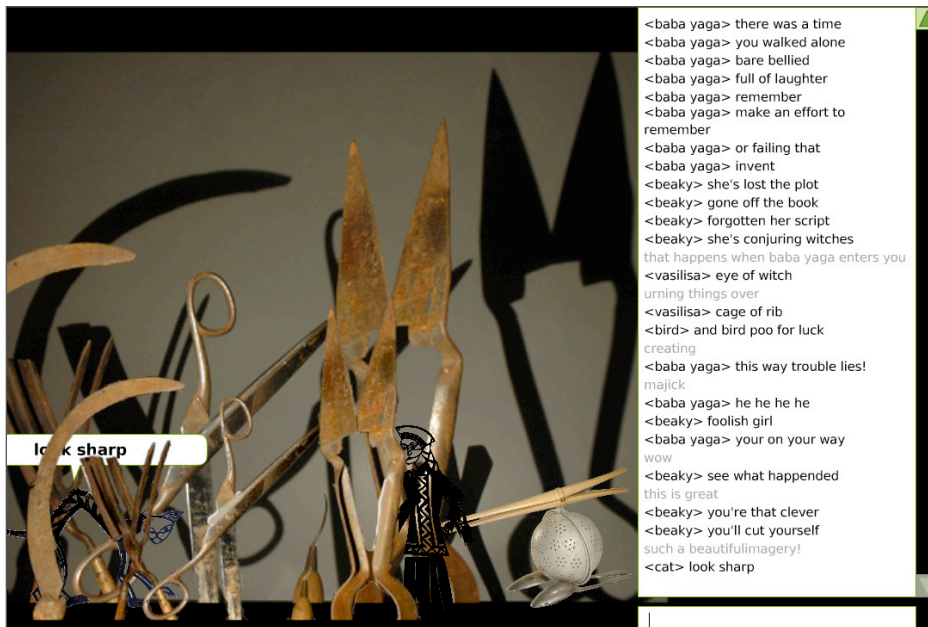 look sharp
<baba yaga> there was a time
<baba yaga> you walked alone
<baba yaga> bare bellied
<baba yaga> full of laughter
<baba yaga> remember
<baba yaga> make an effort to
remember
<baba yaga> or failing that
<baba yaga> invent
<beaky> she's lost the plot
<beaky> gone off the book
<beaky> forgotten her script
<beaky> she's conjuring witches
that happens when baba yaga enters you
<vasilisa> eye of witch
urning things over
<vasilisa> cage of rib
<bird> and bird poo for luck
creating
<baba yaga> this way trouble lies!
majick
<baba yaga> he he he he
<beaky> foolish girl
<baba yaga> your on your way
wow
<beaky> see what happended
this is great
<beaky> you're that clever
<beaky> you'll cut yourself
such a beautifulimagery!
<cat> look sharp